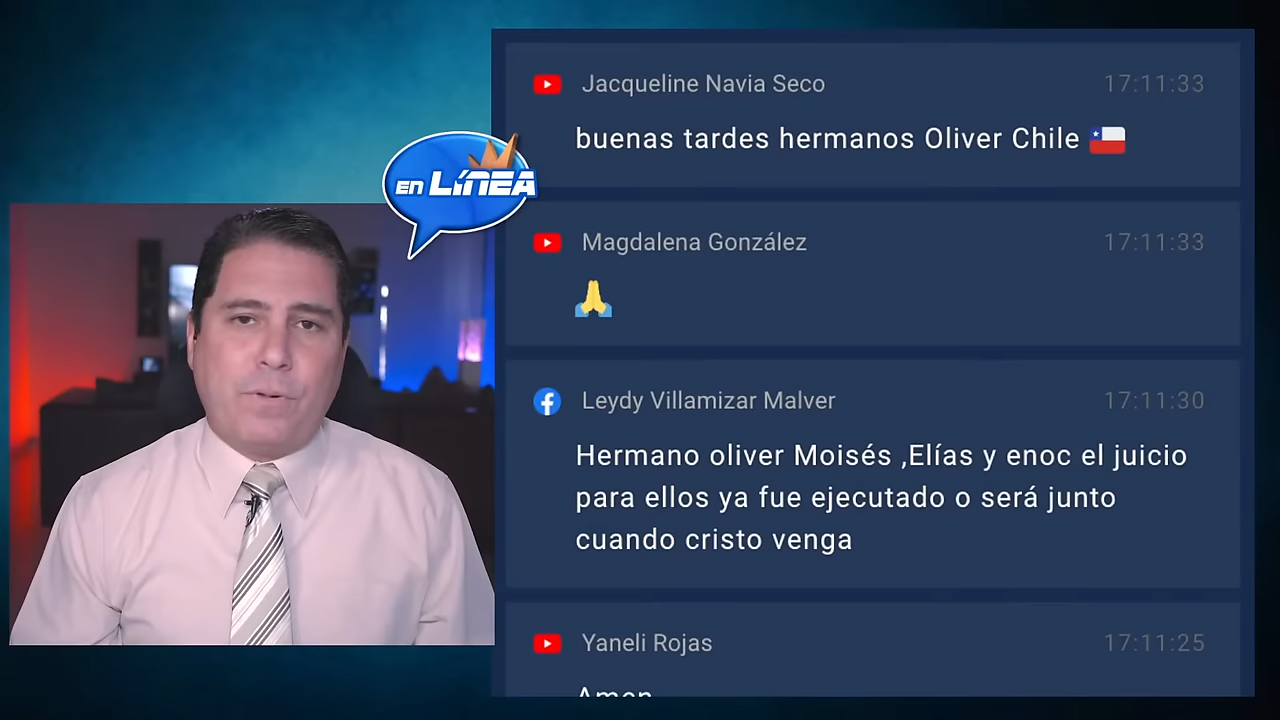 EN LÍNEA
Jacqueline Navia Seco 17:11:33
buenas tardes hermanos Oliver Chile 🇨🇱
Magdalena González 17:11:33
🙏
Leydy Villamizar Malver 17:11:30
Hermano oliver Moisés ,Elías y enoc el juicio
para ellos ya fue ejecutado o será junto
cuando cristo venga
Yaneli Rojas 17:11:25
Amen